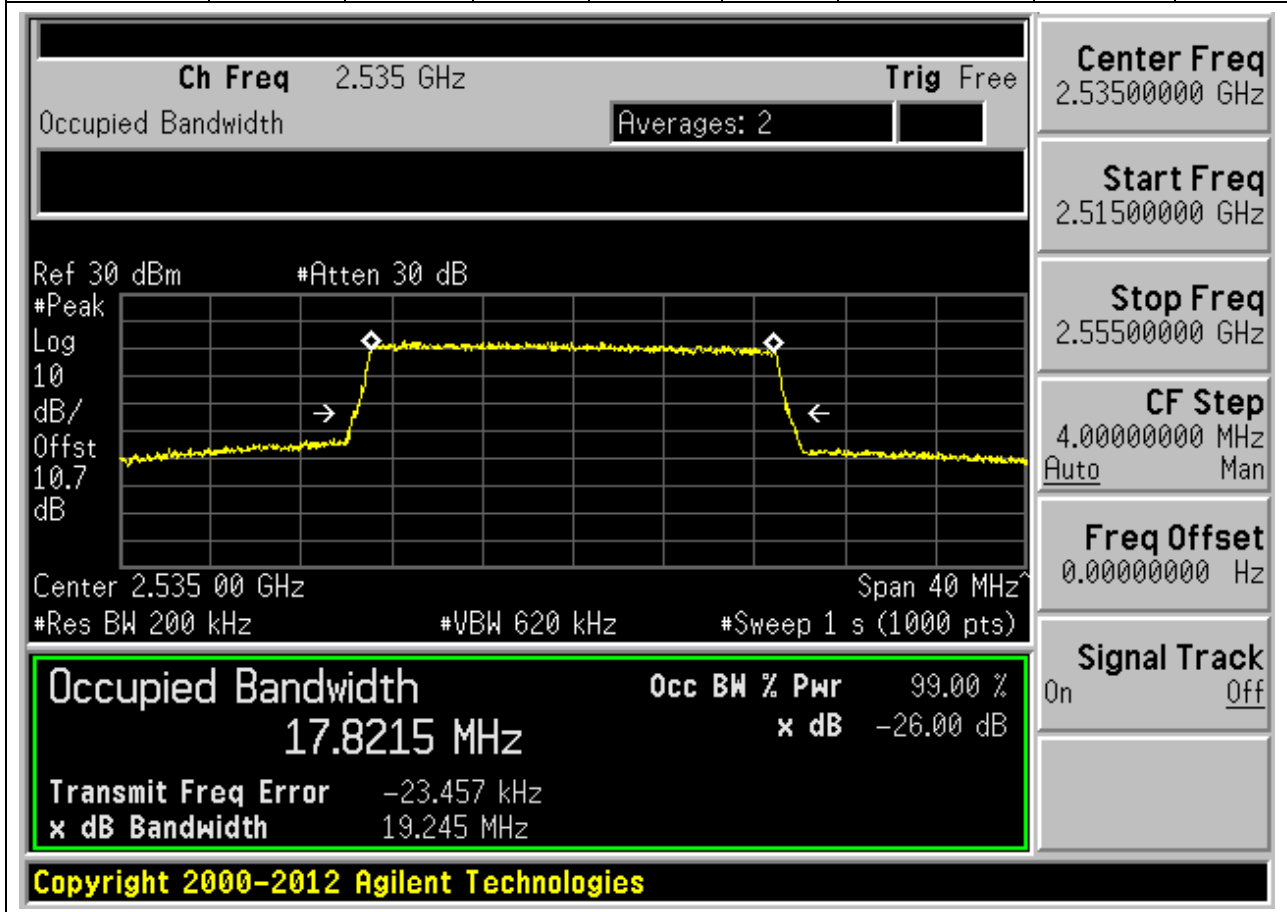 Ch Freq 2.535 GHz Trig Free
Occupied Bandwidth Averages: 2
Ref 30 dBm #Atten 30 dB
#Peak
Log
10
dB/
Offst
10.7
dB
Center 2.535 00 GHz Span 40 MHz^
#Res BW 200 kHz #VBW 620 kHz #Sweep 1 s (1000 pts)
Occupied Bandwidth Occ BW % Pwr 99.00 %
17.8215 MHz x dB -26.00 dB
Transmit Freq Error -23.457 kHz
x dB Bandwidth 19.245 MHz
Copyright 2000-2012 Agilent Technologies
Center Freq
2.53500000 GHz
Start Freq
2.51500000 GHz
Stop Freq
2.55500000 GHz
CF Step
4.00000000 MHz
Auto Man
Freq Offset
0.00000000 Hz
Signal Track
On Off